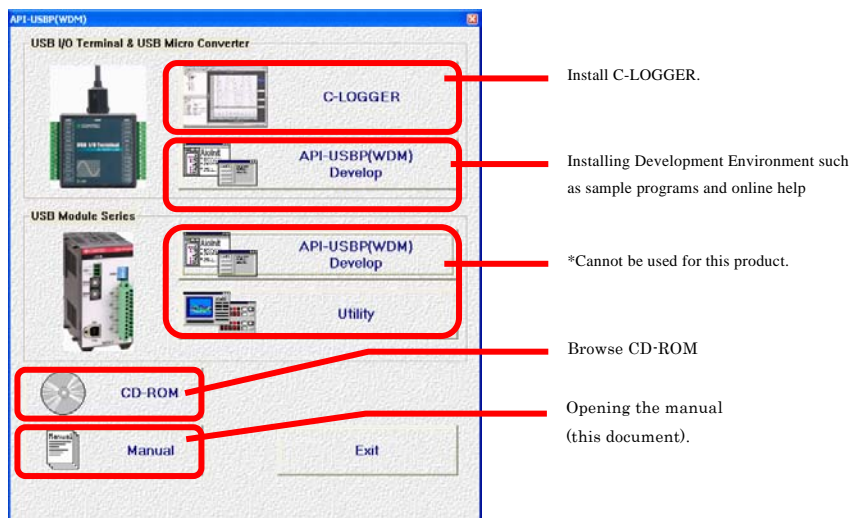 API-USBP(WDM)
USB I/O Terminal & USB Micro Converter
C-LOGGER
Install C-LOGGER.
API-USBP(WDM)
Develop
Installing Development Environment such
as sample programs and online help
USB Module Series
API-USBP(WDM)
Develop
*Cannot be used for this product.
Utility
Browse CD-ROM
CD-ROM
Opening the manual
(this document).
Manual
Manual
Exit